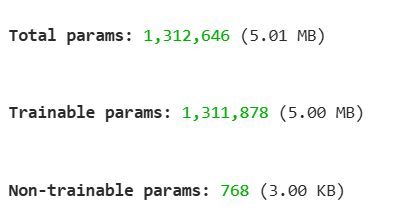 Total params: 1,312,646 (5.01 MB)
Trainable params: 1,311,878 (5.00 MB)
Non-trainable params: 768 (3.00 KB)